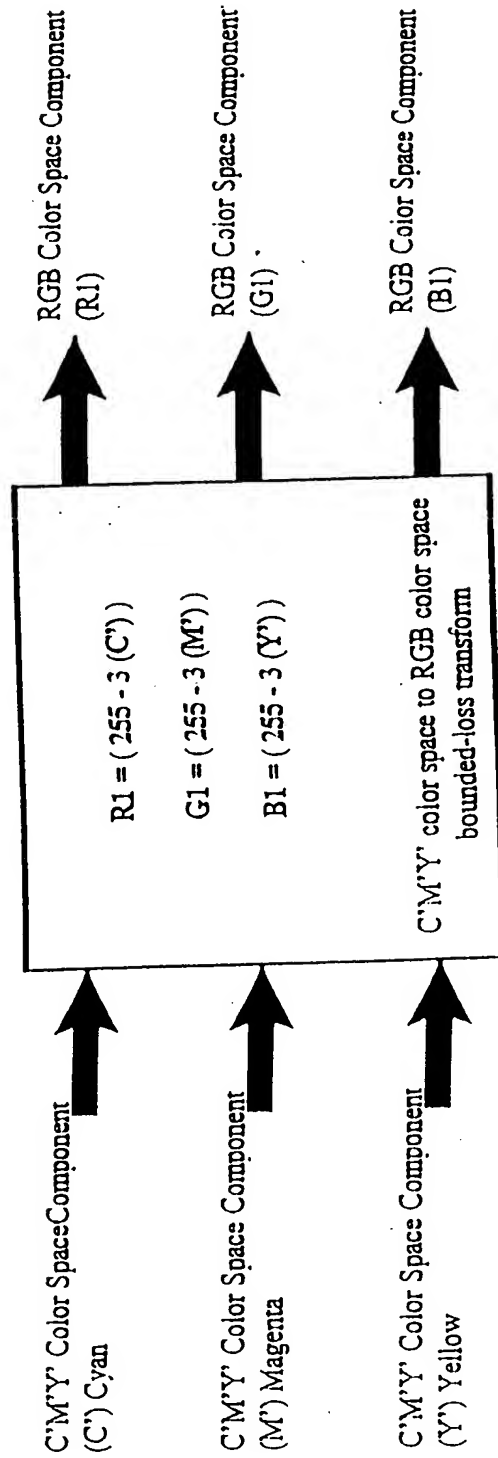 C'M'Y' Color SpaceComponent
(C') Cyan
C'M'Y' Color Space Component
(M') Magenta
C'M'Y' Color Space Component
(Y') Yellow
R1 = ( 255 - 3 (C') )
G1 = ( 255 - 3 (M') )
B1 = ( 255 - 3 (Y') )
C'M'Y' color space to RGB color space
bounded-loss transform
RGB Color Space Component
(R1)
RGB Color Space Component
(G1)
RGB Color Space Component
(B1)